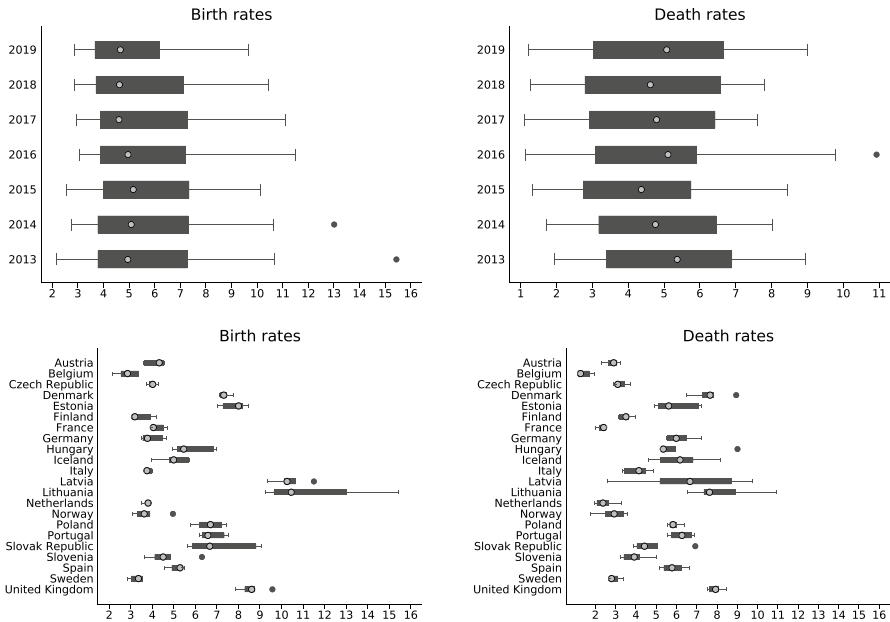 Birth rates
2019
2018
2017
2016
2015
2014
2013
2 3 4 5 6 7 8 9 10 11 12 13 14 15 16
Death rates
2019
2018
2017
2016
2015
2014
2013
1 2 3 4 5 6 7 8 9 10 11
Birth rates
Austria
Belgium
Czech Republic
Denmark
Estonia
Finland
France
Germany
Hungary
Iceland
Italy
Latvia
Lithuania
Netherlands
Norway
Poland
Portugal
Slovak Republic
Slovenia
Spain
Sweden
United Kingdom
2 3 4 5 6 7 8 9 10 11 12 13 14 15 16
Death rates
Austria
Belgium
Czech Republic
Denmark
Estonia
Finland
France
Germany
Hungary
Iceland
Italy
Latvia
Lithuania
Netherlands
Norway
Poland
Portugal
Slovak Republic
Slovenia
Spain
Sweden
United Kingdom
2 3 4 5 6 7 8 9 10 11 12 13 14 15 16